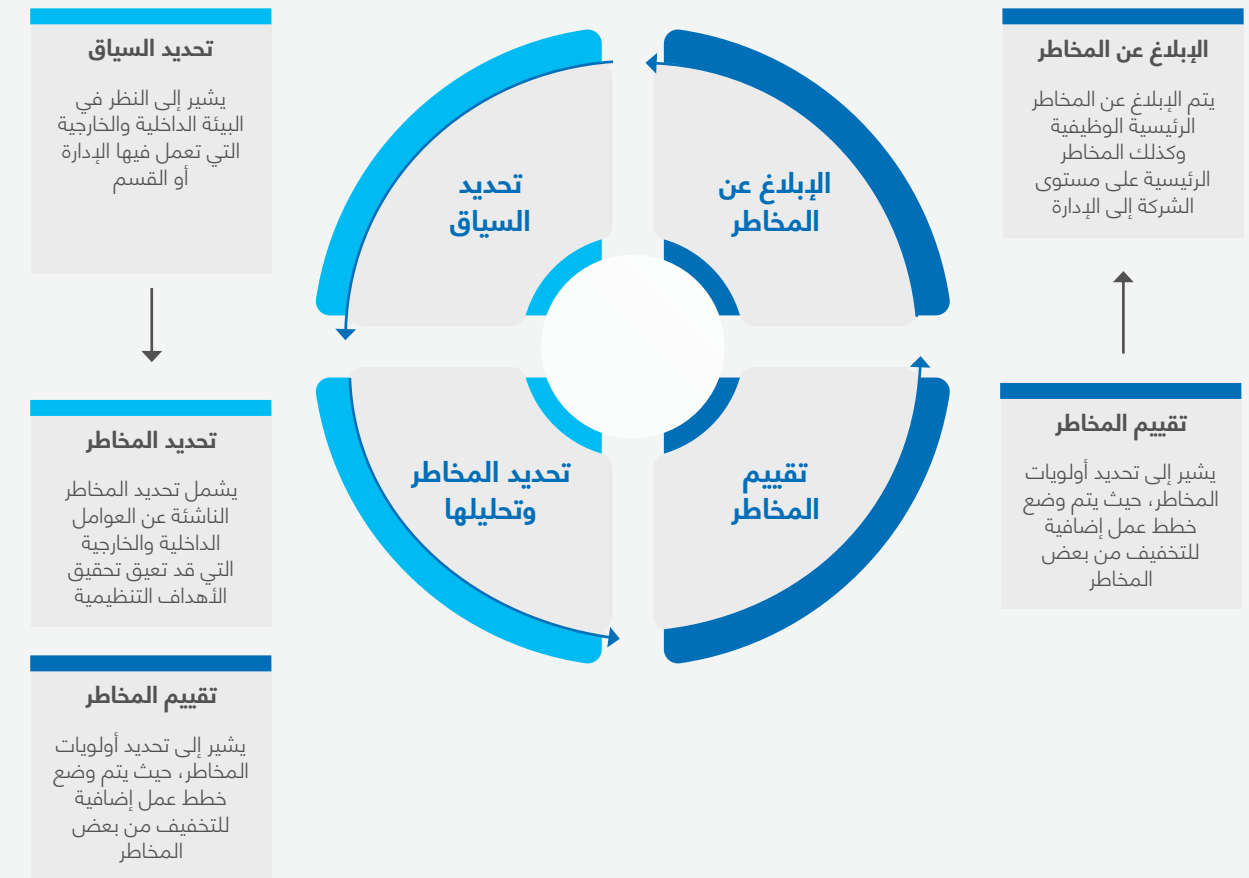 تحديد السياق
يشير إلى النظر في
البيئة الداخلية والخارجية
التي تعمل فيها الإدارة
أو القسم
تحديد المخاطر
يشمل تحديد المخاطر
الناشئة عن العوامل
الداخلية والخارجية
التي قد تعيق تحقيق
الأهداف التنظيمية
تقييم المخاطر
يشير إلى تحديد أولويات
المخاطر، حيث يتم وضع
خطط عمل إضافية
للتخفيف من بعض
المخاطر
الإبلاغ عن
المخاطر
تحديد
السياق
تحديد المخاطر
وتحليلها
تقييم
المخاطر
الإبلاغ عن المخاطر
يتم الإبلاغ عن المخاطر
الرئيسية الوظيفية
وكذلك المخاطر
الرئيسية على مستوى
الشركة إلى الإدارة
تقييم المخاطر
يشير إلى تحديد أولويات
المخاطر، حيث يتم وضع
خطط عمل إضافية
للتخفيف من بعض
المخاطر